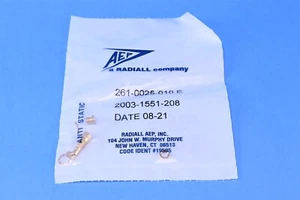 AEP
a RADIALL company
261-0025-010 E
2003-1551-208
DATE 08-21
ANTI STATIC
RADIALL AEP, INC.
104 JOHN W. MURPHY DRIVE
NEW HAVEN, CT 06513
CODE IDENT #19505